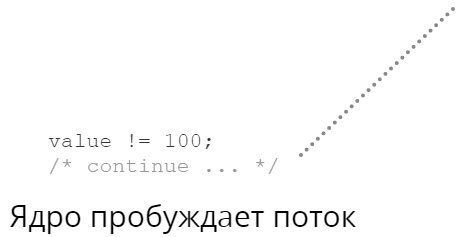 value != 100;
/* continue ... */
Ядро пробуждает поток